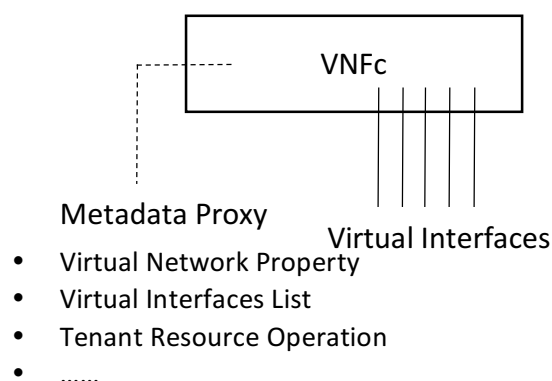 VNFc
Metadata Proxy
Virtual Interfaces
• Virtual Network Property
• Virtual Interfaces List
• Tenant Resource Operation
• ......